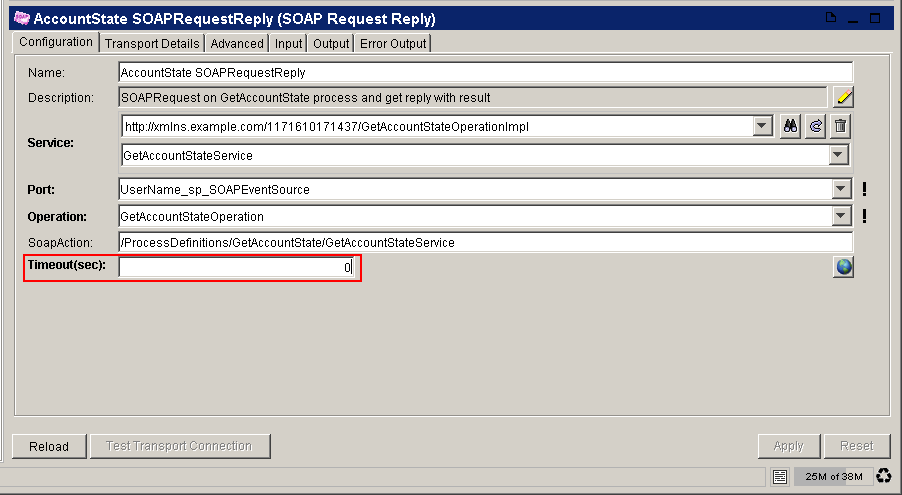 AccountState SOAPRequestReply (SOAP Request Reply)
Configuration Transport Details Advanced Input Output Error Output
Name: AccountState SOAPRequestReply
Description: SOAPRequest on GetAccountState process and get reply with result
http://xmlns.example.com/1171610171437/GetAccountStateOperationImpl
Service:
GetAccountStateService
Port: UserName_sp_SOAPEventSource !
Operation: GetAccountStateOperation !
SoapAction: /ProcessDefinitions/GetAccountState/GetAccountStateService
Timeout(sec): 0
Reload Test Transport Connection Apply Reset
25M of 38M